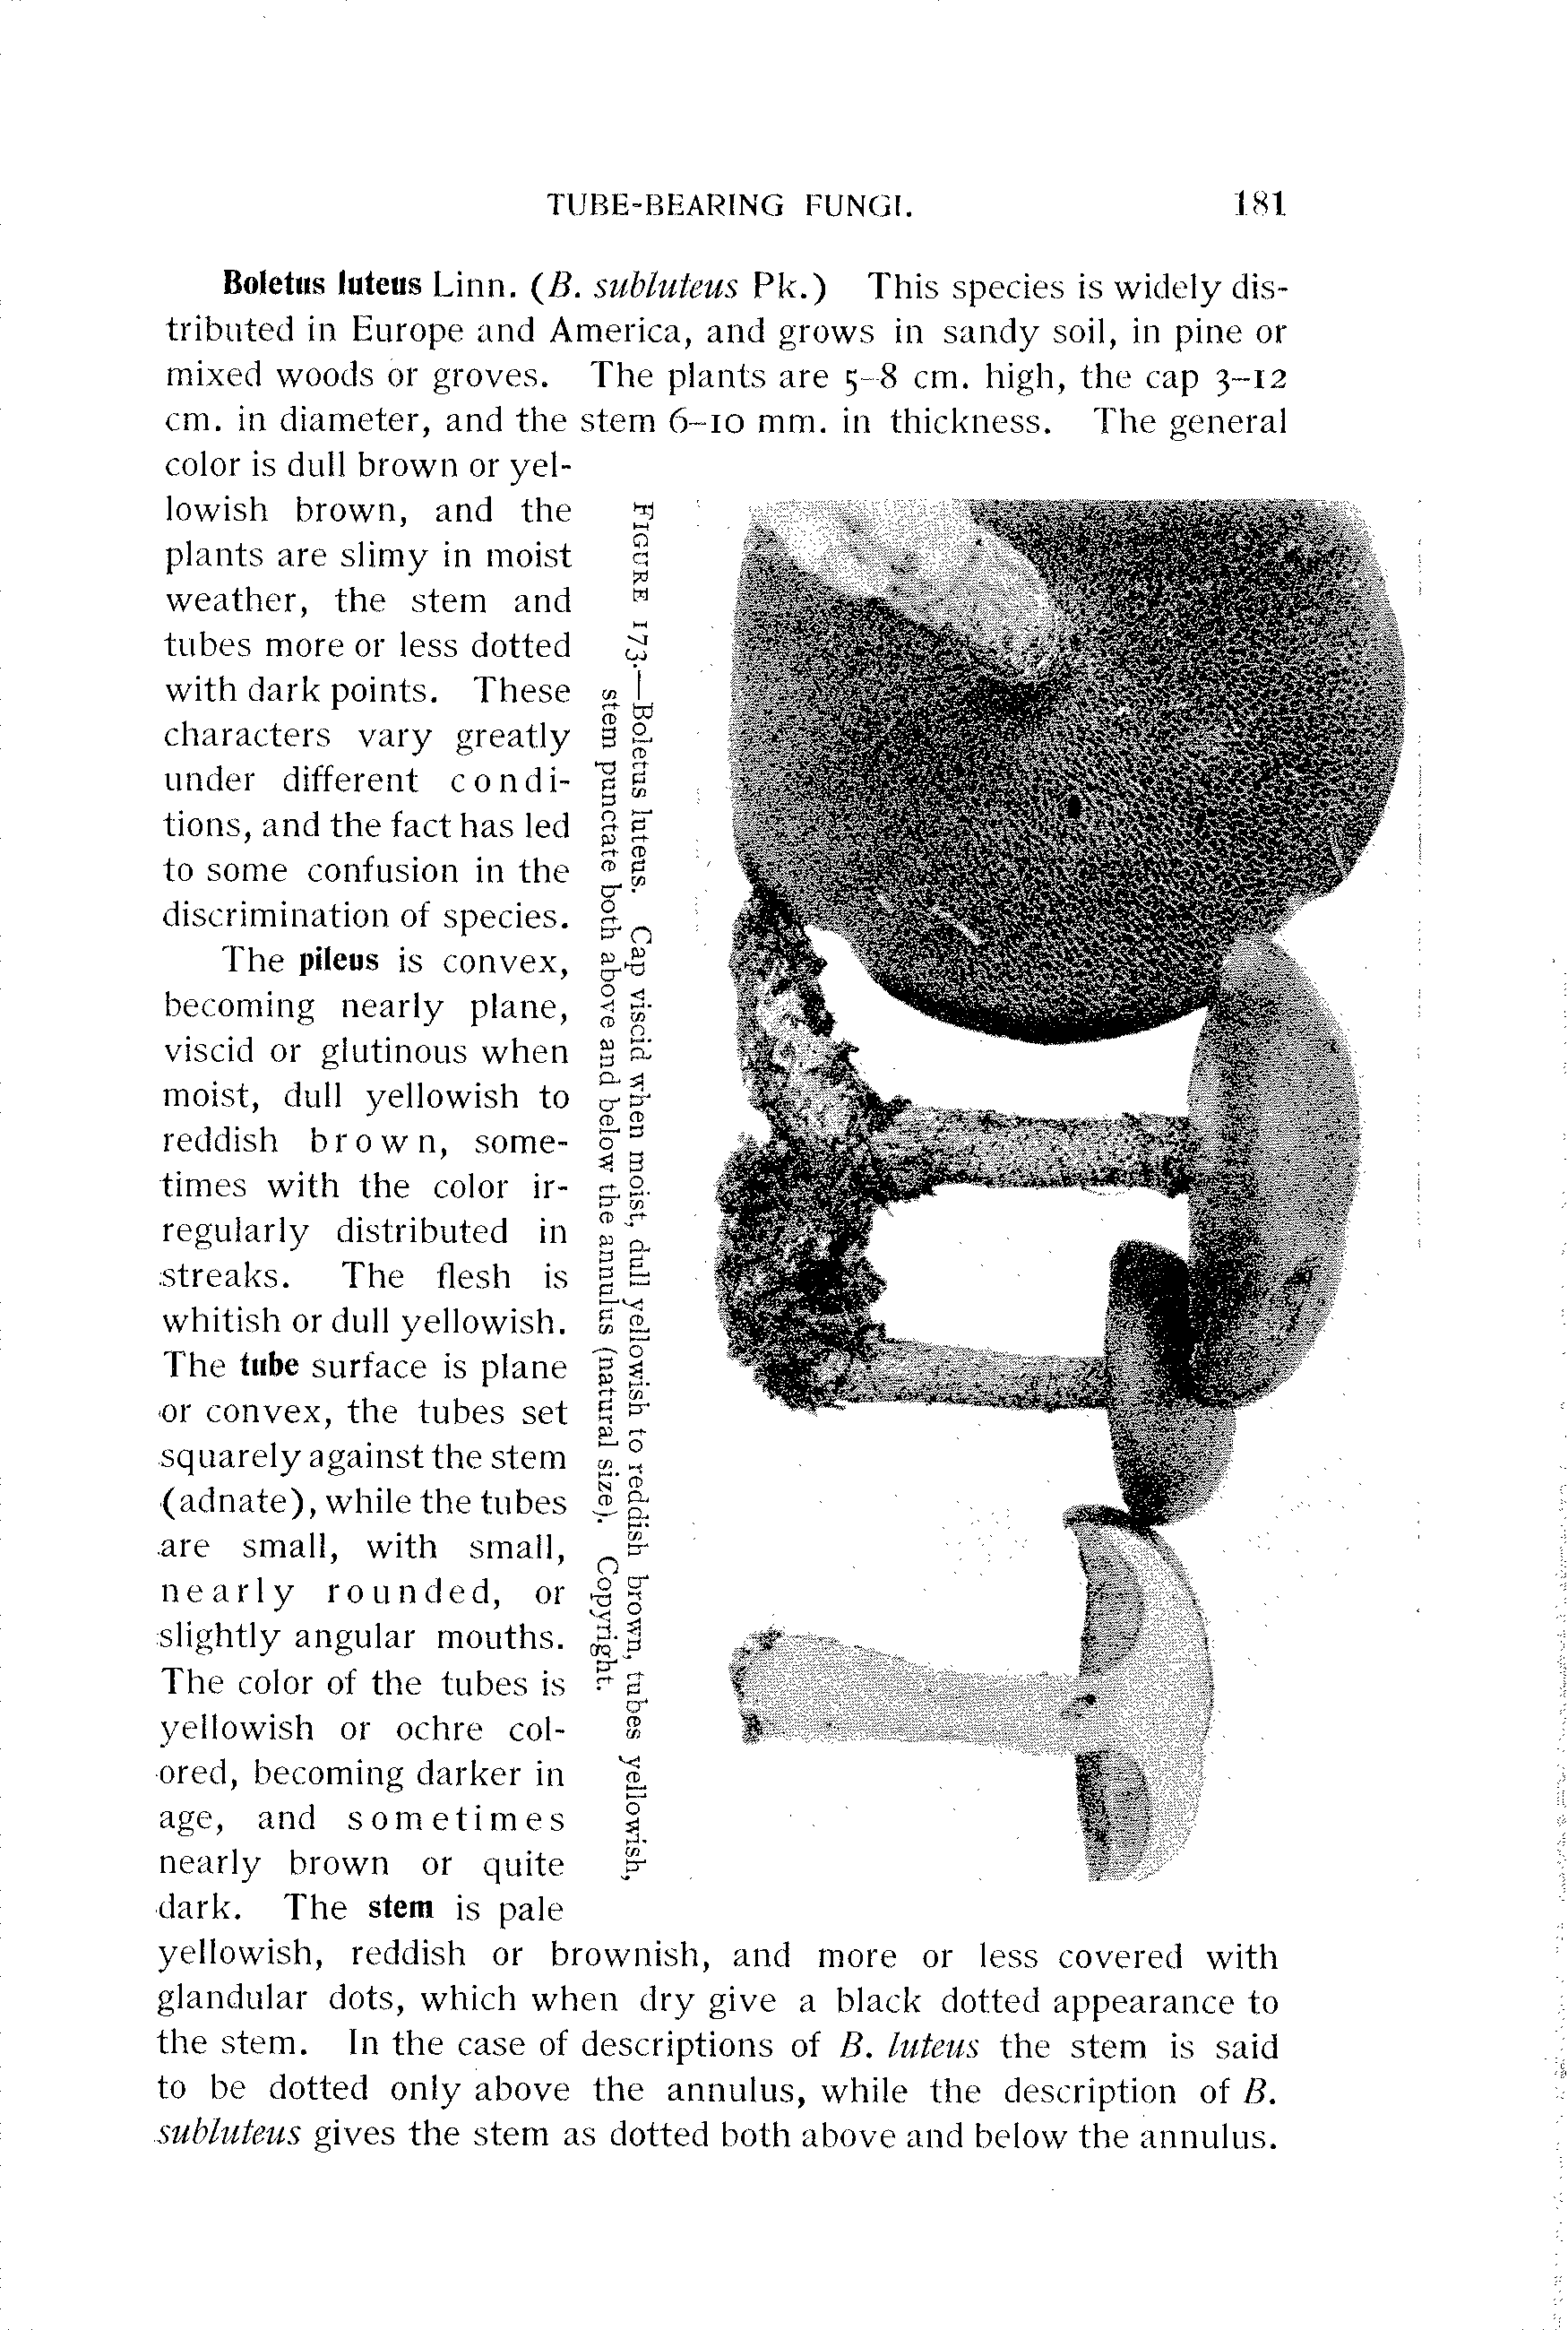 TUBE-BEARING FUNGI. 181
Boletus luteus Linn. (B. subluteus Pk.) This species is widely dis-
tributed in Europe and America, and grows in sandy soil, in pine or
mixed woods or groves. The plants are 5–8 cm. high, the cap 3–12
cm. in diameter, and the stem 6–10 mm. in thickness. The general
color is dull brown or yel-
lowish brown, and the
plants are slimy in moist
weather, the stem and
tubes more or less dotted
with dark points. These
characters vary greatly
under different condi-
tions, and the fact has led
to some confusion in the
discrimination of species.
The pileus is convex,
becoming nearly plane,
viscid or glutinous when
moist, dull yellowish to
reddish brown, some-
times with the color ir-
regularly distributed in
streaks. The flesh is
whitish or dull yellowish.
The tube surface is plane
or convex, the tubes set
squarely against the stem
(adnate), while the tubes
are small, with small,
nearly rounded, or
slightly angular mouths.
The color of the tubes is
yellowish or ochre col-
ored, becoming darker in
age, and sometimes
nearly brown or quite
dark. The stem is pale
yellowish, reddish or brownish, and more or less covered with
glandular dots, which when dry give a black dotted appearance to
the stem. In the case of descriptions of B. luteus the stem is said
to be dotted only above the annulus, while the description of B.
subluteus gives the stem as dotted both above and below the annulus.
FIGURE 173.—Boletus luteus. Cap viscid when moist, dull yellowish to reddish brown, tubes yellowish,
stem punctate both above and below the annulus (natural size). Copyright.